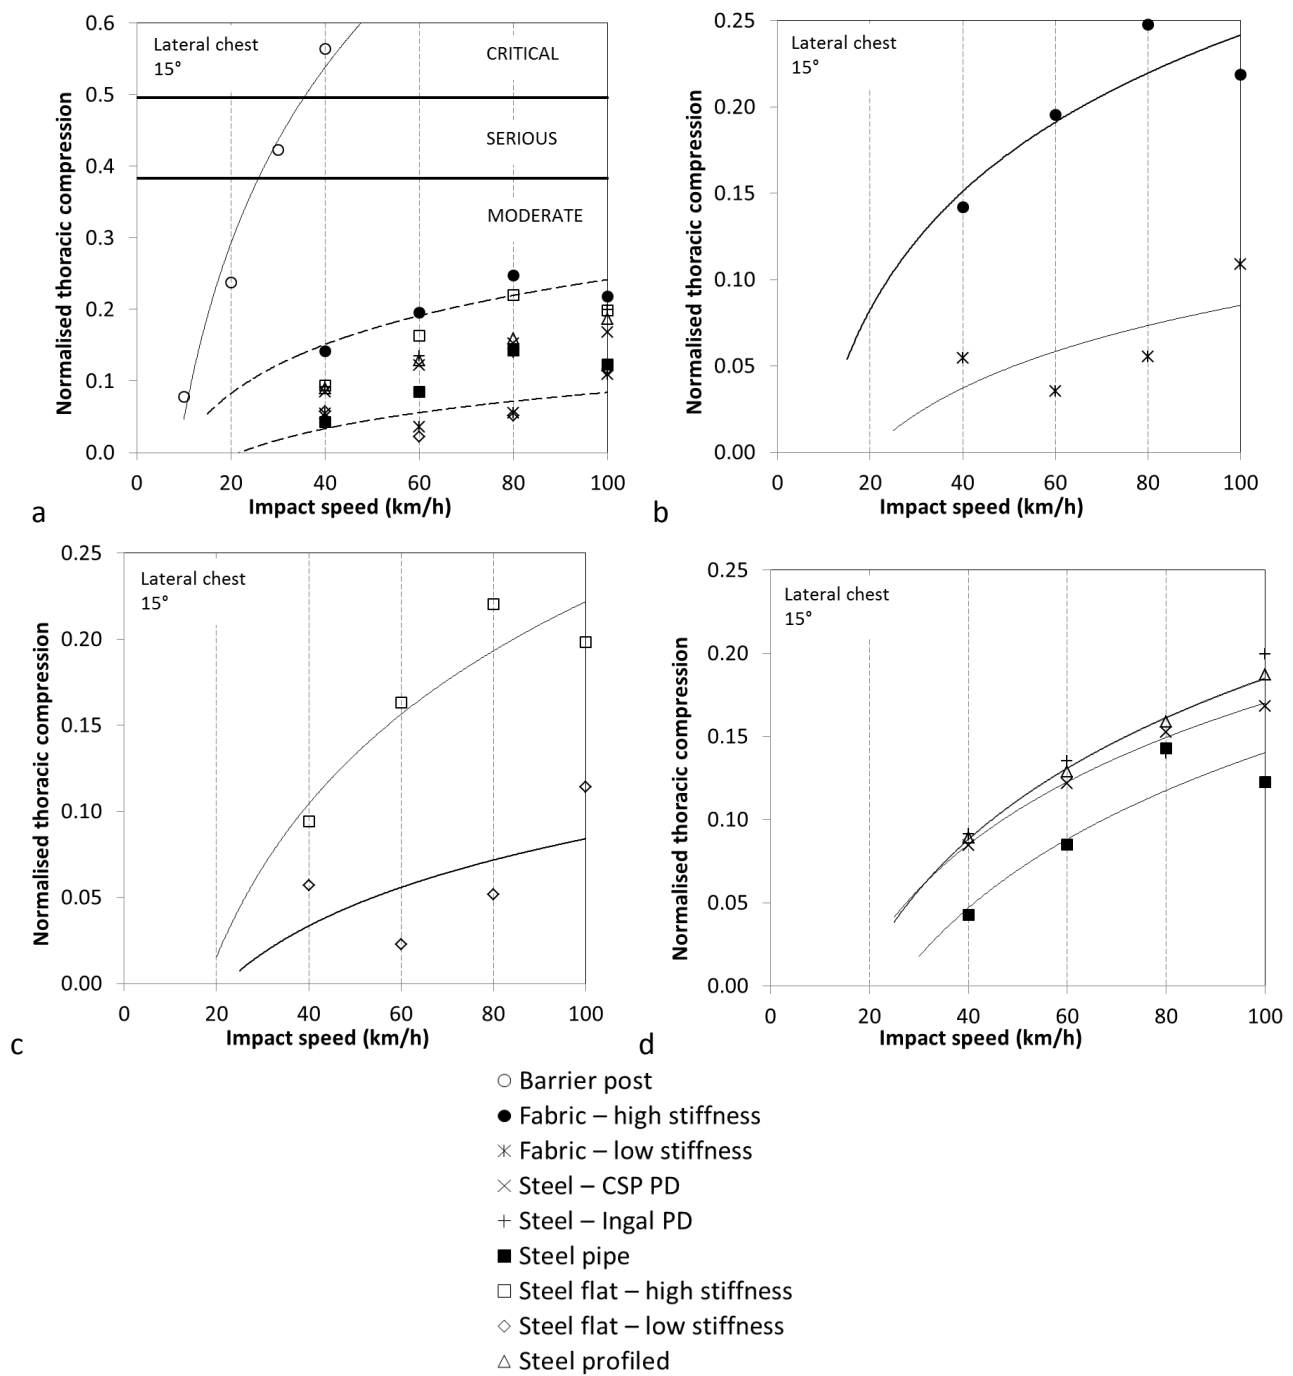 0.6
0.5
0.4
0.3
0.2
0.1
0.0
Normalised thoracic compression
Lateral chest
15°
CRITICAL
SERIOUS
MODERATE
0 20 40 60 80 100
Impact speed (km/h)
a
0.25
0.20
0.15
0.10
0.05
0.00
Normalised thoracic compression
Lateral chest
15°
0 20 40 60 80 100
Impact speed (km/h)
b
0.25
0.20
0.15
0.10
0.05
0.00
Normalised thoracic compression
Lateral chest
15°
0 20 40 60 80 100
Impact speed (km/h)
c
0.25
0.20
0.15
0.10
0.05
0.00
Normalised thoracic compression
Lateral chest
15°
0 20 40 60 80 100
Impact speed (km/h)
d
Barrier post
Fabric – high stiffness
Fabric – low stiffness
Steel – CSP PD
Steel – Ingal PD
Steel pipe
Steel flat – high stiffness
Steel flat – low stiffness
Steel profiled